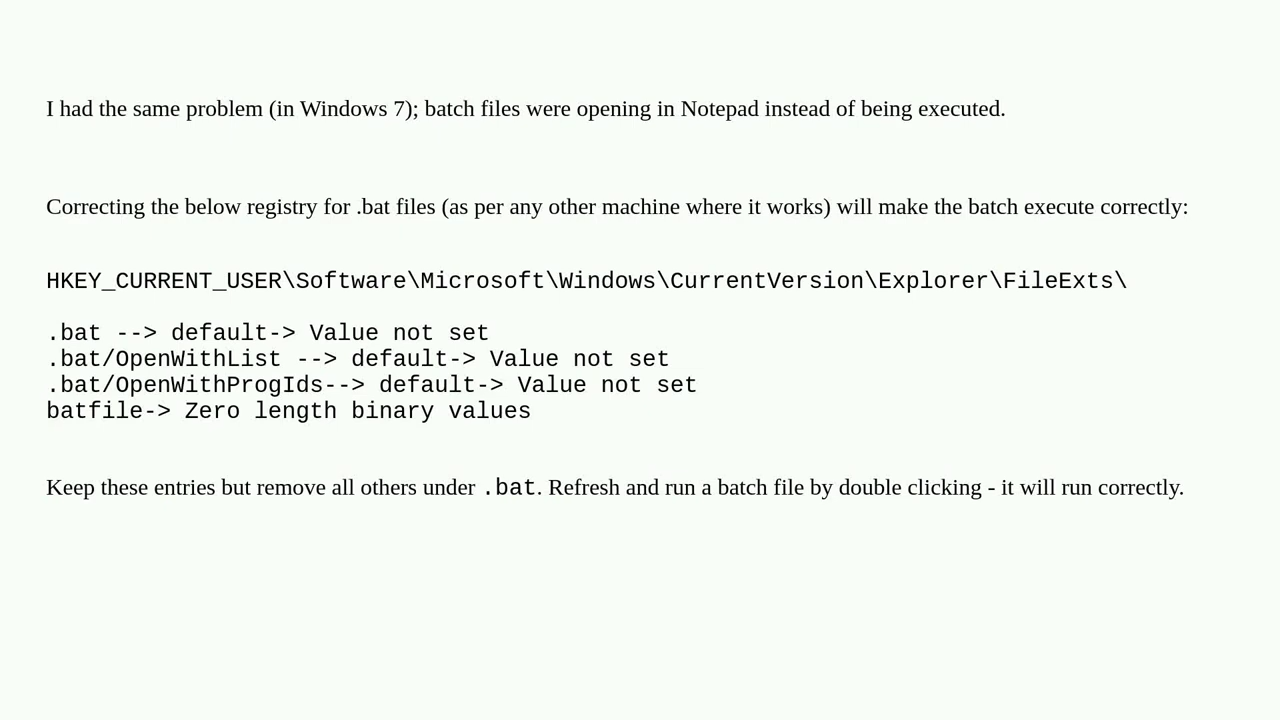 I had the same problem (in Windows 7); batch files were opening in Notepad instead of being executed.
Correcting the below registry for .bat files (as per any other machine where it works) will make the batch execute correctly:
HKEY_CURRENT_USER\Software\Microsoft\Windows\CurrentVersion\Explorer\FileExts\
.bat --> default-> Value not set
.bat/OpenWithList --> default-> Value not set
.bat/OpenWithProgIds--> default-> Value not set
batfile-> Zero length binary values
Keep these entries but remove all others under .bat. Refresh and run a batch file by double clicking - it will run correctly.